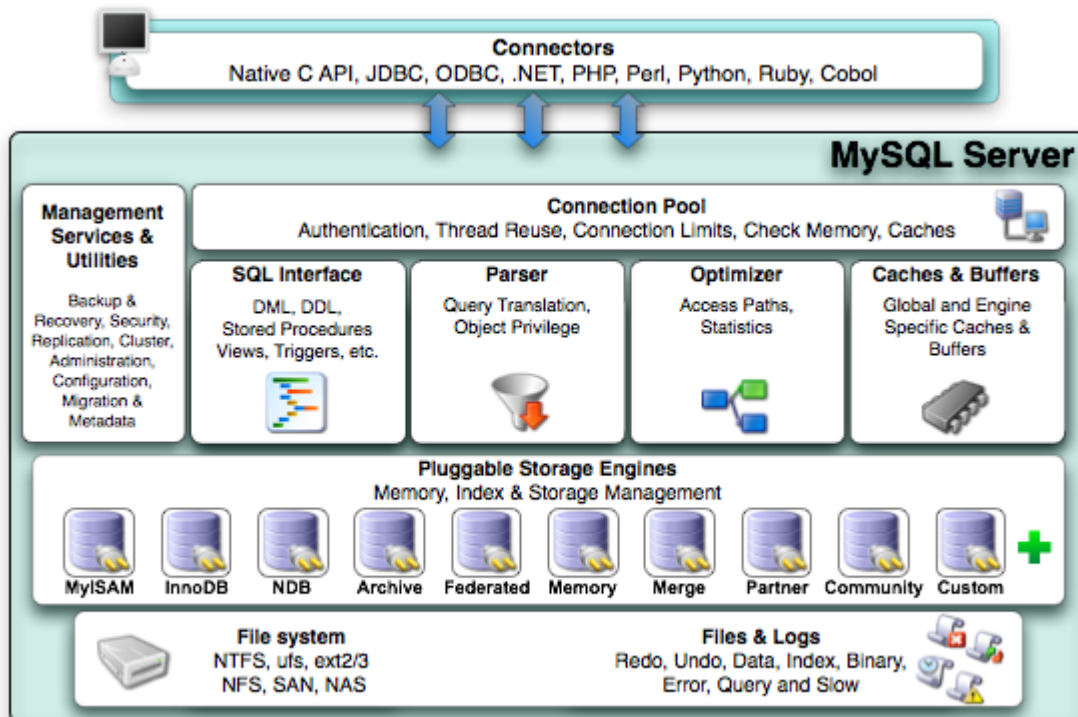 Connectors
Native C API, JDBC, ODBC, .NET, PHP, Perl, Python, Ruby, Cobol
MySQL Server
Management
Services &
Utilities
Backup &
Recovery, Security,
Replication, Cluster,
Administration,
Configuration,
Migration &
Metadata
Connection Pool
Authentication, Thread Reuse, Connection Limits, Check Memory, Caches
SQL Interface
DML, DDL,
Stored Procedures
Views, Triggers, etc.
Parser
Query Translation,
Object Privilege
Optimizer
Access Paths,
Statistics
Caches & Buffers
Global and Engine
Specific Caches &
Buffers
Pluggable Storage Engines
Memory, Index & Storage Management
MyISAM
InnoDB
NDB
Archive
Federated
Memory
Merge
Partner
Community
Custom
File system
NTFS, ufs, ext2/3
NFS, SAN, NAS
Files & Logs
Redo, Undo, Data, Index, Binary,
Error, Query and Slow